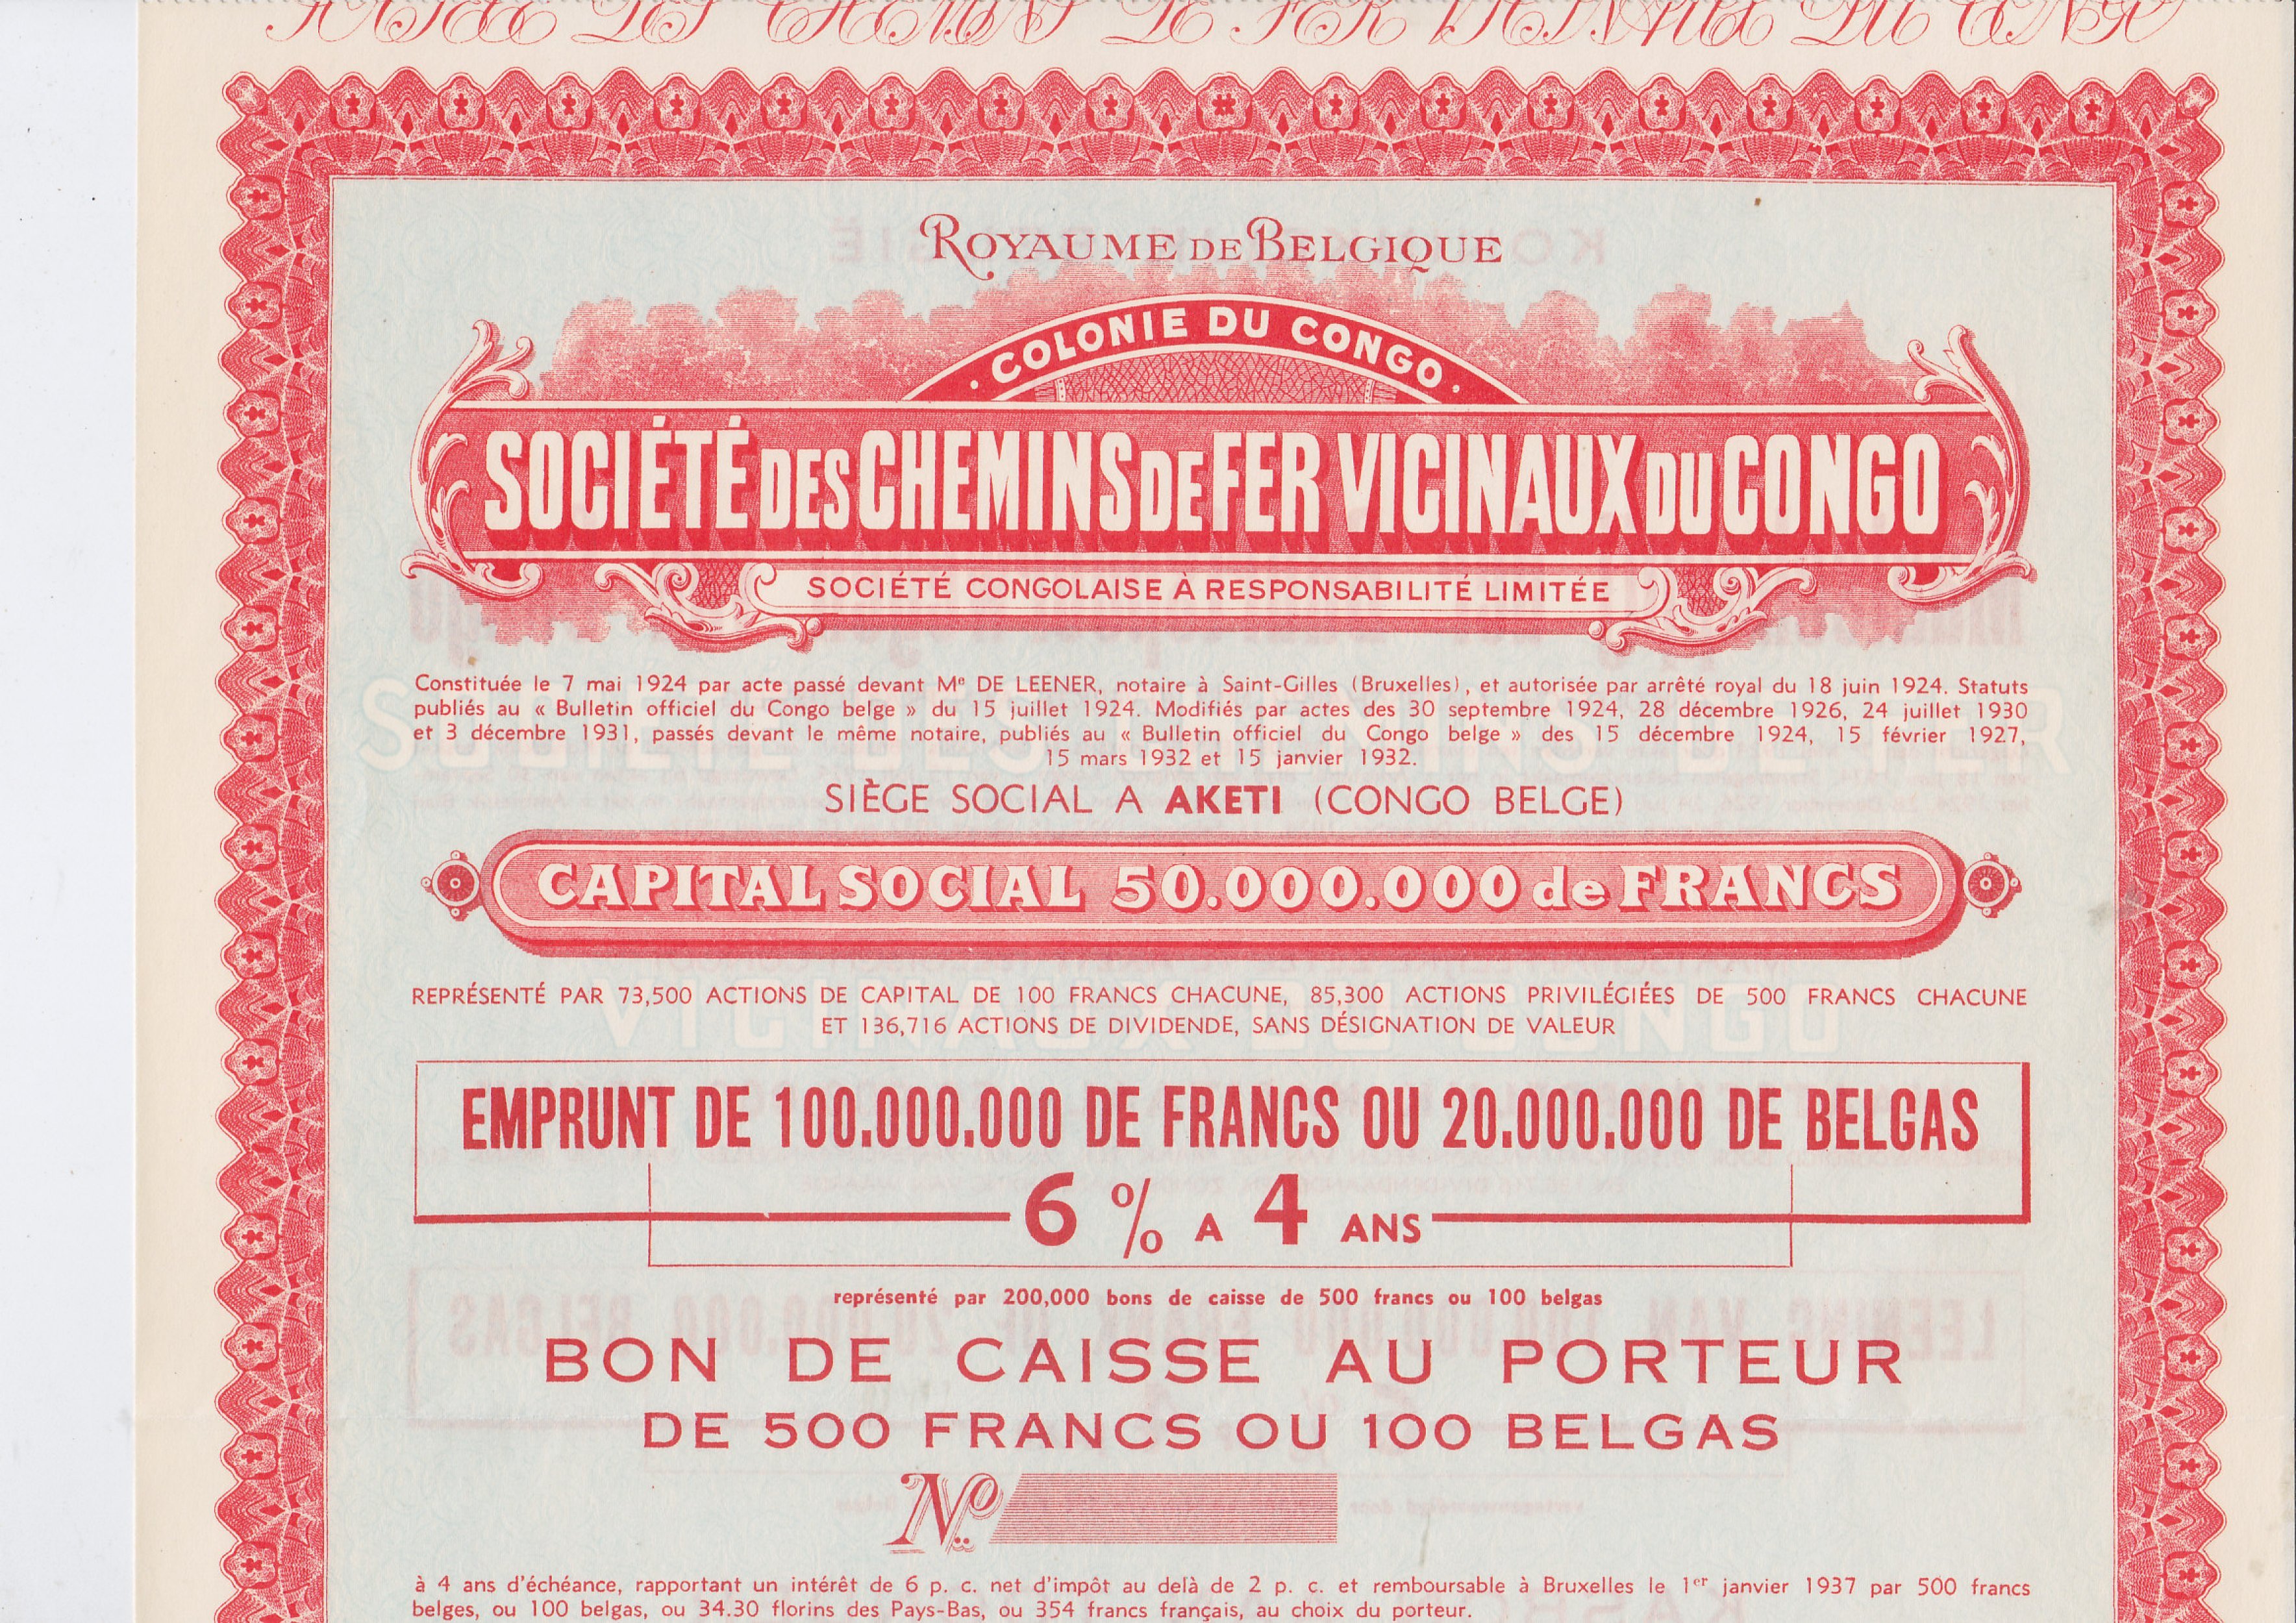 ROYAUME DE BELGIQUE
· COLONIE DU CONGO ·
SOCIÉTÉ DES CHEMINS DE FER VICINAUX DU CONGO
SOCIÉTÉ CONGOLAISE À RESPONSABILITÉ LIMITÉE
Constituée le 7 mai 1924 par acte passé devant Mᵉ DE LEENER, notaire à Saint-Gilles (Bruxelles), et autorisée par arrêté royal du 18 juin 1924. Statuts
publiés au « Bulletin officiel du Congo belge » du 15 juillet 1924. Modifiés par actes des 30 septembre 1924, 28 décembre 1926, 24 juillet 1930
et 3 décembre 1931, passés devant le même notaire, publiés au « Bulletin officiel du Congo belge » des 15 décembre 1924, 15 février 1927,
15 mars 1932 et 15 janvier 1932.
SIÈGE SOCIAL A AKETI (CONGO BELGE)
CAPITAL SOCIAL 50.000.000 de FRANCS
REPRÉSENTÉ PAR 73,500 ACTIONS DE CAPITAL DE 100 FRANCS CHACUNE, 85,300 ACTIONS PRIVILÉGIÉES DE 500 FRANCS CHACUNE
ET 136,716 ACTIONS DE DIVIDENDE, SANS DÉSIGNATION DE VALEUR
EMPRUNT DE 100.000.000 DE FRANCS OU 20.000.000 DE BELGAS
6 % A 4 ANS
représenté par 200,000 bons de caisse de 500 francs ou 100 belgas
BON DE CAISSE AU PORTEUR
DE 500 FRANCS OU 100 BELGAS
Nº
à 4 ans d'échéance, rapportant un intérêt de 6 p. c. net d'impôt au delà de 2 p. c. et remboursable à Bruxelles le 1ᵉʳ janvier 1937 par 500 francs
belges, ou 100 belgas, ou 34.30 florins des Pays-Bas, ou 354 francs français, au choix du porteur.